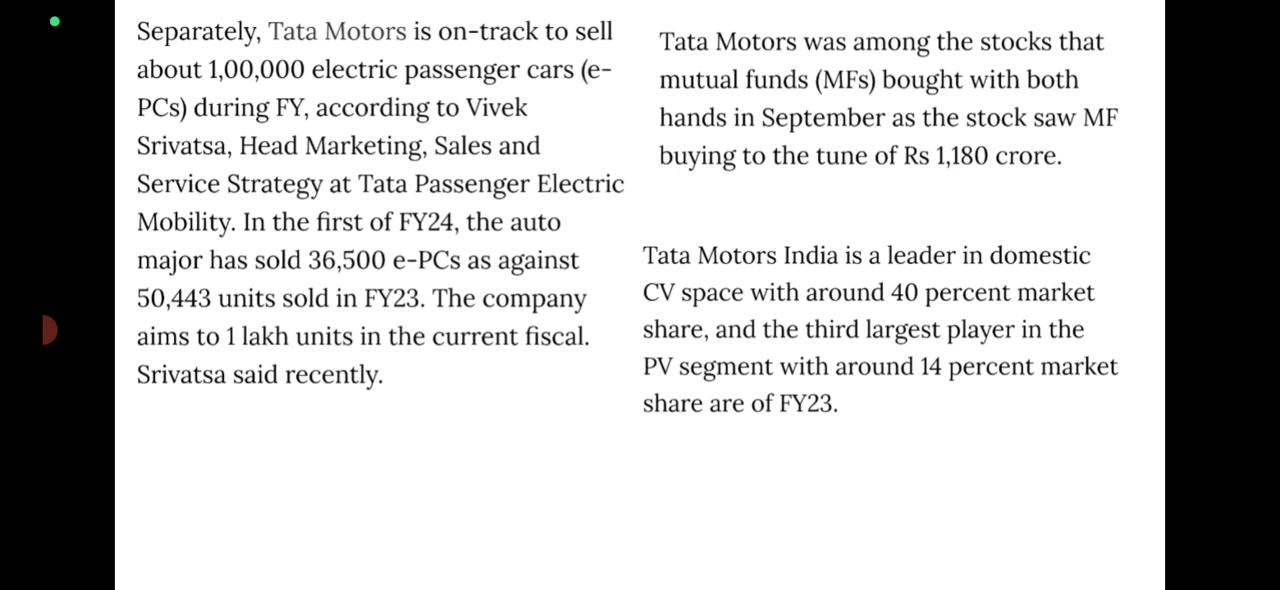 Separately, Tata Motors is on-track to sell
about 1,00,000 electric passenger cars (e-
PCs) during FY, according to Vivek
Srivatsa, Head Marketing, Sales and
Service Strategy at Tata Passenger Electric
Mobility. In the first of FY24, the auto
major has sold 36,500 e-PCs as against
50,443 units sold in FY23. The company
aims to 1 lakh units in the current fiscal.
Srivatsa said recently.
Tata Motors was among the stocks that
mutual funds (MFs) bought with both
hands in September as the stock saw MF
buying to the tune of Rs 1,180 crore.
Tata Motors India is a leader in domestic
CV space with around 40 percent market
share, and the third largest player in the
PV segment with around 14 percent market
share are of FY23.